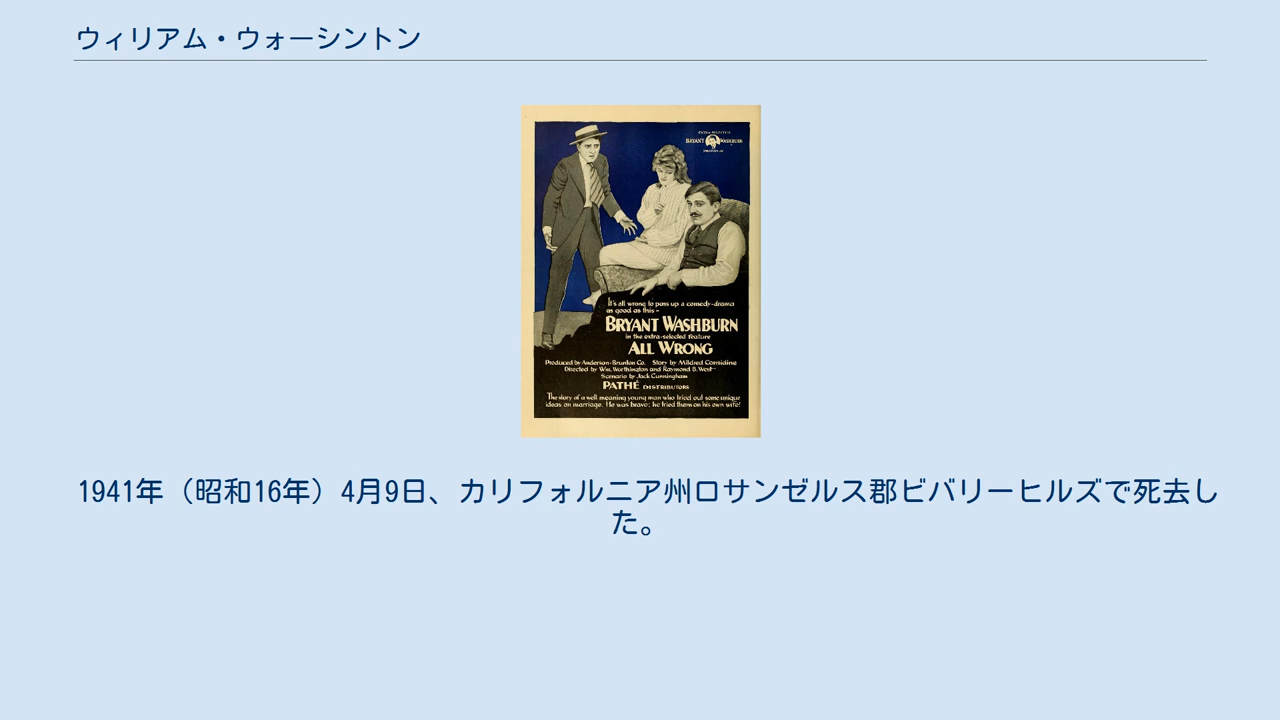 ウィリアム・ウォーシントン
EXTRA SELECTED
BRYANT WASHBURN
It's all wrong to pass up a comedy-drama
as good as this -
BRYANT WASHBURN
in the extra-selected feature
ALL WRONG
Produced by Anderson-Brunton Co. Story by Mildred Considine
Directed by Wm. Worthington and Raymond B. West
Scenario by Jack Cunningham
PATHÉ DISTRIBUTORS
The story of a well meaning young man who tried out some unique
ideas on marriage. He was brave; he tried them on his own wife!
1941年（昭和16年）4月9日、カリフォルニア州ロサンゼルス郡ビバリーヒルズで死去し
た。